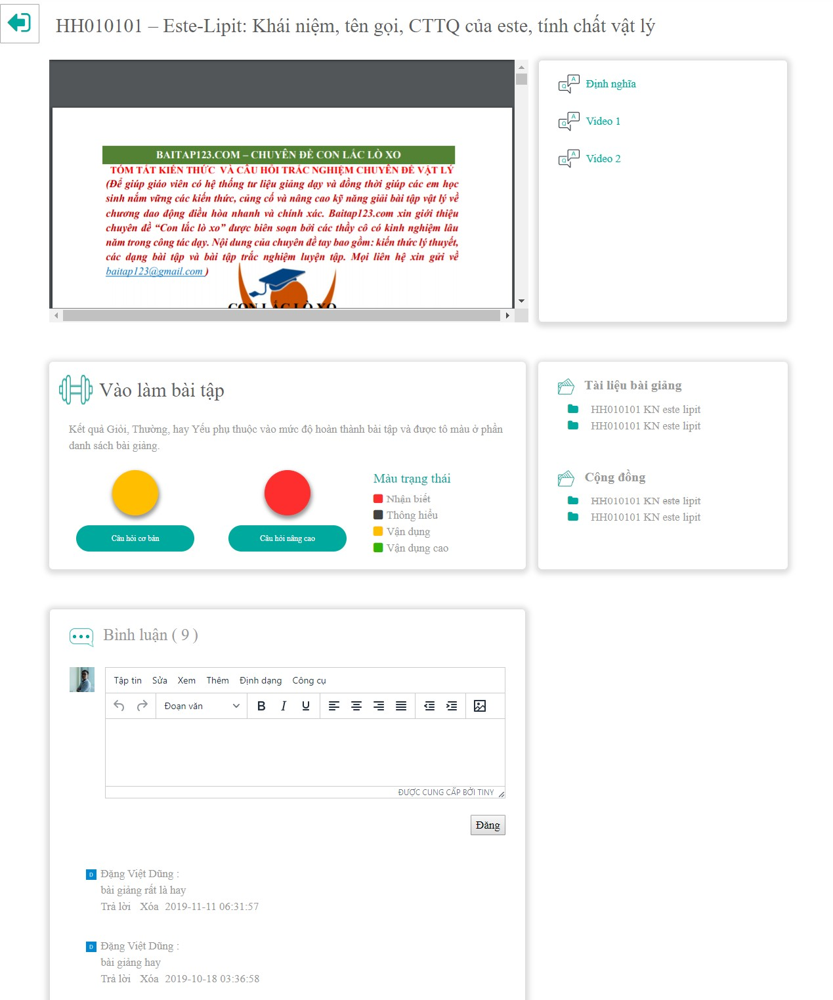 HH010101 – Este-Lipit: Khái niệm, tên gọi, CTTQ của este, tính chất vật lý
BAITAP123.COM – CHUYÊN ĐỀ CON LẮC LÒ XO
TÓM TẮT KIẾN THỨC VÀ CÂU HỎI TRẮC NGHIỆM CHUYÊN ĐỀ VẬT LÝ
(Để giúp giáo viên có hệ thống tư liệu giảng dạy và đồng thời giúp các em học
sinh nắm vững các kiến thức, củng cố và nâng cao kỹ năng giải bài tập vật lý về
chương dao động điều hòa nhanh và chính xác. Baitap123.com xin giới thiệu
chuyên đề “Con lắc lò xo” được biên soạn bởi các thầy cô có kinh nghiệm lâu
năm trong công tác dạy. Nội dung của chuyên đề tay bao gồm: kiến thức lý thuyết,
các dạng bài tập và bài tập trắc nghiệm luyện tập. Mọi liên hệ xin gửi về
baitap123@gmail.com )
CON LẮC LÒ XO
Q A Định nghĩa
Q A Video 1
Q A Video 2
Vào làm bài tập
Kết quả Giỏi, Thường, hay Yếu phụ thuộc vào mức độ hoàn thành bài tập và được tô màu ở phần
danh sách bài giảng.
Câu hỏi cơ bản
Câu hỏi nâng cao
Màu trạng thái
Nhận biết
Thông hiểu
Vận dụng
Vận dụng cao
Tài liệu bài giảng
HH010101 KN este lipit
HH010101 KN este lipit
Cộng đồng
HH010101 KN este lipit
HH010101 KN este lipit
Bình luận ( 9 )
Tập tin Sửa Xem Thêm Định dạng Công cụ
Đoạn văn B I U
ĐƯỢC CUNG CẤP BỞI TINY
Đăng
D Đặng Việt Dũng :
bài giảng rất là hay
Trả lời Xóa 2019-11-11 06:31:57
D Đặng Việt Dũng :
bài giảng hay
Trả lời Xóa 2019-10-18 03:36:58